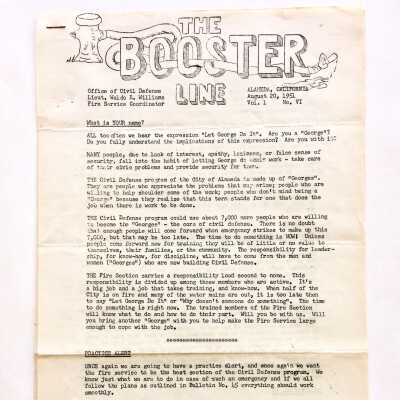 THE
BOOSTER
LINE
Office of Civil Defense
Lieut. Waldo X. Williams
Fire Service Coordinator
ALAMEDA, CALIFORNIA
August 20, 1951
Vol. 1 No. VI
What is YOUR name?
ALL too often we hear the expression "Let George Do It". Are you a "George"?
Do you fully understand the implications of this expression? Are you with it?
MANY people, due to lack of interest, apathy, laziness, or false sense of
security, fall into the habit of letting George do their work - take care
of their civic problems and provide security for them.
THE Civil Defense program of the City of Alameda is made up of "Georges".
They are people who appreciate the problems that may arise; people who are
willing to help shoulder some of the work; people who don't mind being a
"George" because they realize that this term stands for one that does the
job when there is work to be done.
THE Civil Defense program could use about 7,000 more people who are willing
to become the "Georges" - the core of civil defense. There is no doubt
that enough people will come forward when emergency strikes to make up this
7,000, but that may be too late. The time to do something is NOW! Unless
people come forward now for training they will be of little or no value to
themselves, their families, or the community. The responsibility for leader-
ship, for know-how, for discipline, will have to come from the men and
women ("Georges") who are now building Civil Defense.
THE Fire Section carries a responsibility load second to none. This
responsibility is divided up among those members who are active. It's
a big job and a job that takes training, and know-how. When half of the
City is on fire and many of the water mains are out, it is too late then
to say "Let George Do It" or "Why doesn't someone do something". The time
to do something is right now. The trained members of the Fire Section
will know what to do and how to do their part. Will you be with us. Will
you bring another "George" with you to help make the Fire Service large
enough to cope with the job.
************************
PRACTICE ALERT
ONCE again we are going to have a practice alert, and once again we want
the fire service to be the best section of the Civil Defense program. We
know just what we are to do in case of such an emergency and if we all
follow the plans as outlined in Bulletin No. 45 everything should work
smoothly.